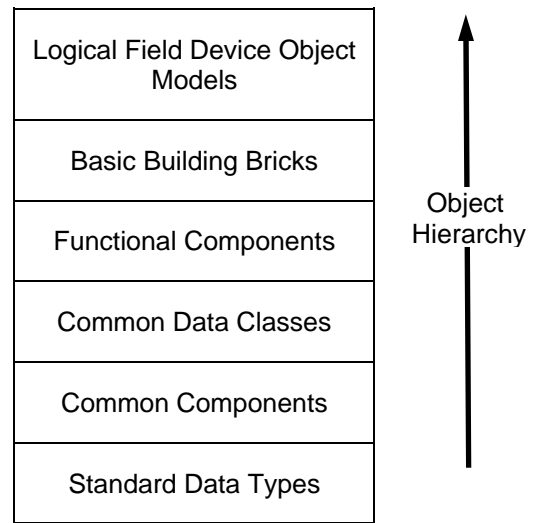 Logical Field Device Object
Models
Basic Building Bricks
Functional Components
Common Data Classes
Common Components
Standard Data Types
Object
Hierarchy